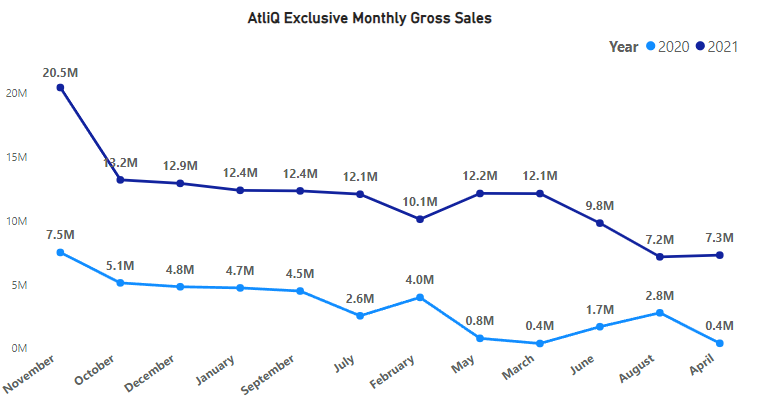 AtliQ Exclusive Monthly Gross Sales
Year 2020 2021
20M
15M
10M
5M
0M
20.5M
13.2M
12.9M
12.4M
12.4M
12.1M
10.1M
12.2M
12.1M
9.8M
7.2M
7.3M
7.5M
5.1M
4.8M
4.7M
4.5M
2.6M
4.0M
0.8M
0.4M
1.7M
2.8M
0.4M
November
October
December
January
September
July
February
May
March
June
August
April